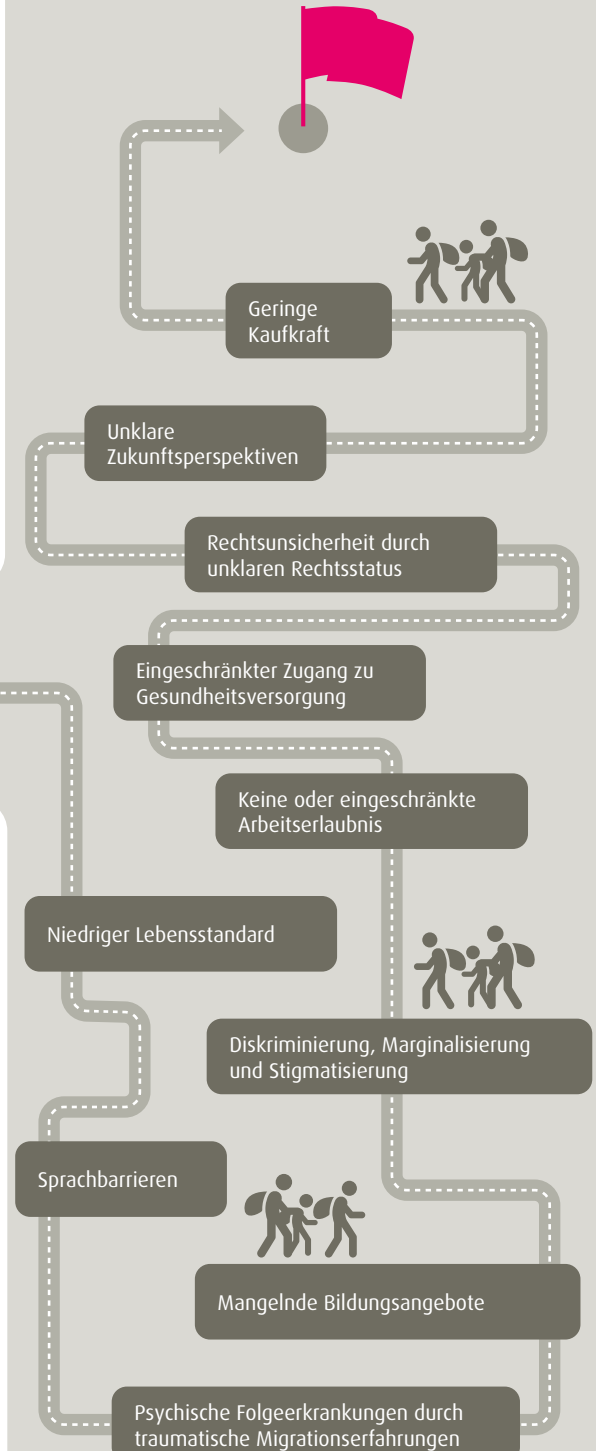 Geringe
Kaufkraft
Unklare
Zukunftsperspektiven
Rechtsunsicherheit durch
unklaren Rechtsstatus
Eingeschränkter Zugang zu
Gesundheitsversorgung
Keine oder eingeschränkte
Arbeitserlaubnis
Niedriger Lebensstandard
Diskriminierung, Marginalisierung
und Stigmatisierung
Sprachbarrieren
Mangelnde Bildungsangebote
Psychische Folgeerkrankungen durch
traumatische Migrationserfahrungen